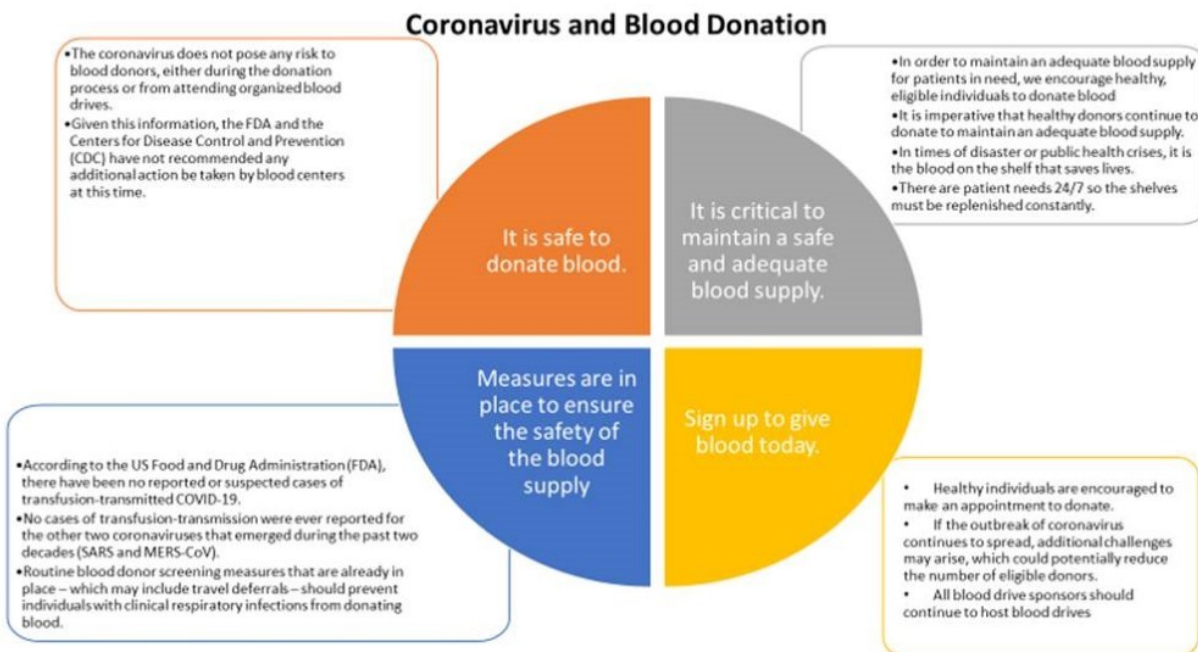 Coronavirus and Blood Donation
•The coronavirus does not pose any risk to
blood donors, either during the donation
process or from attending organized blood
drives.
•Given this information, the FDA and the
Centers for Disease Control and Prevention
(CDC) have not recommended any
additional action be taken by blood centers
at this time.
It is safe to
donate blood.
•In order to maintain an adequate blood supply
for patients in need, we encourage healthy,
eligible individuals to donate blood
•It is imperative that healthy donors continue to
donate to maintain an adequate blood supply.
•In times of disaster or public health crises, it is
the blood on the shelf that saves lives.
•There are patient needs 24/7 so the shelves
must be replenished constantly.
It is critical to
maintain a safe
and adequate
blood supply.
Measures are in
place to ensure
the safety of
the blood
supply
•According to the US Food and Drug Administration (FDA),
there have been no reported or suspected cases of
transfusion-transmitted COVID-19.
•No cases of transfusion-transmission were ever reported for
the other two coronaviruses that emerged during the past two
decades (SARS and MERS-CoV).
•Routine blood donor screening measures that are already in
place – which may include travel deferrals – should prevent
individuals with clinical respiratory infections from donating
blood.
Sign up to give
blood today.
• Healthy individuals are encouraged to
make an appointment to donate.
• If the outbreak of coronavirus
continues to spread, additional challenges
may arise, which could potentially reduce
the number of eligible donors.
• All blood drive sponsors should
continue to host blood drives